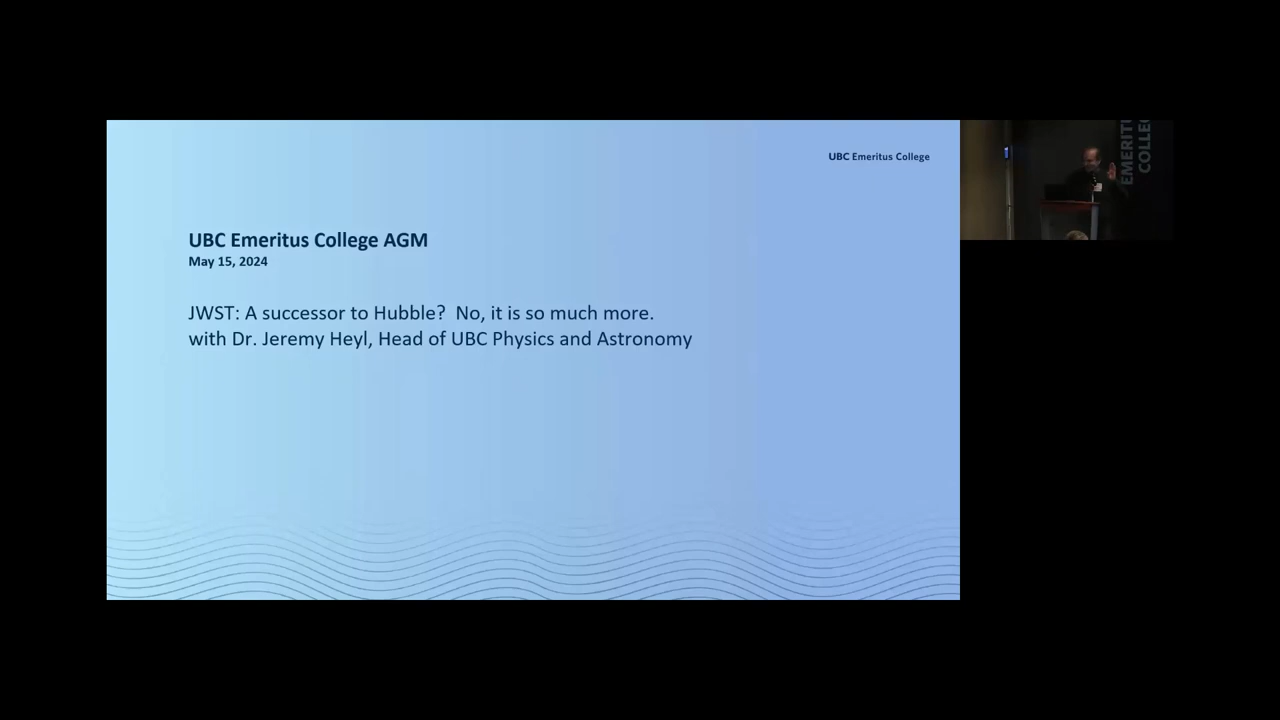 UBC Emeritus College
UBC Emeritus College AGM
May 15, 2024
JWST: A successor to Hubble?  No, it is so much more.
with Dr. Jeremy Heyl, Head of UBC Physics and Astronomy